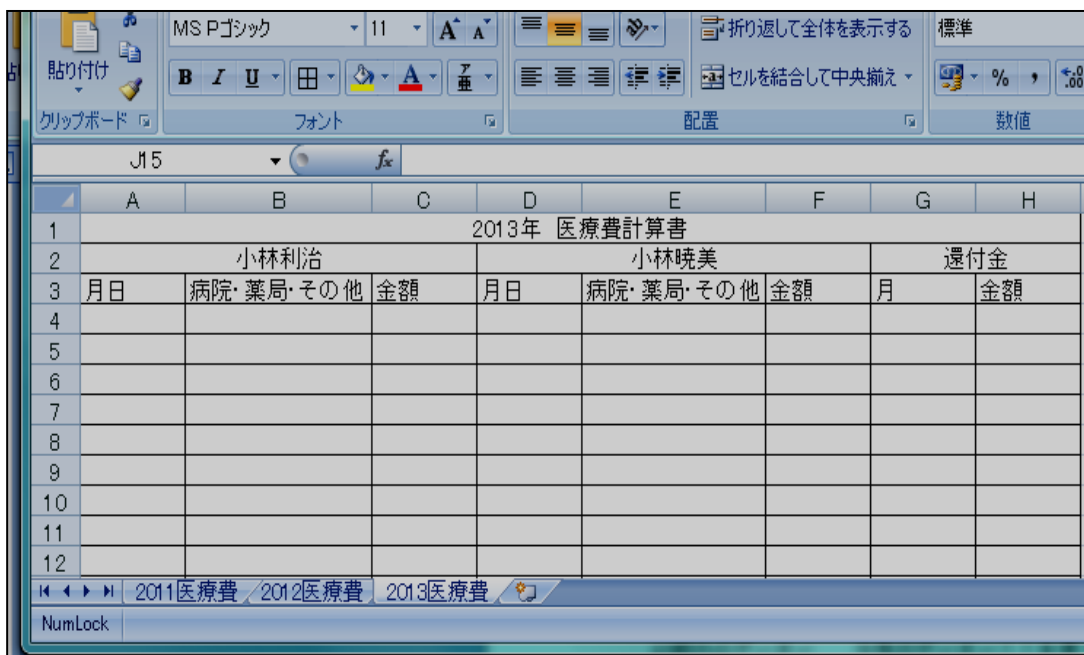 MS Pゴシック 11 A A 折り返して全体を表示する 標準
貼り付け B I U A ア亜 セルを結合して中央揃え % , .00
クリップボード フォント 配置 数値
J15 fx
A B C D E F G H
1 2013年 医療費計算書
2 小林利治 小林暁美 還付金
3 月日 病院・薬局・その他 金額 月日 病院・薬局・その他 金額 月 金額
4
5
6
7
8
9
10
11
12
2011医療費 2012医療費 2013医療費
NumLock